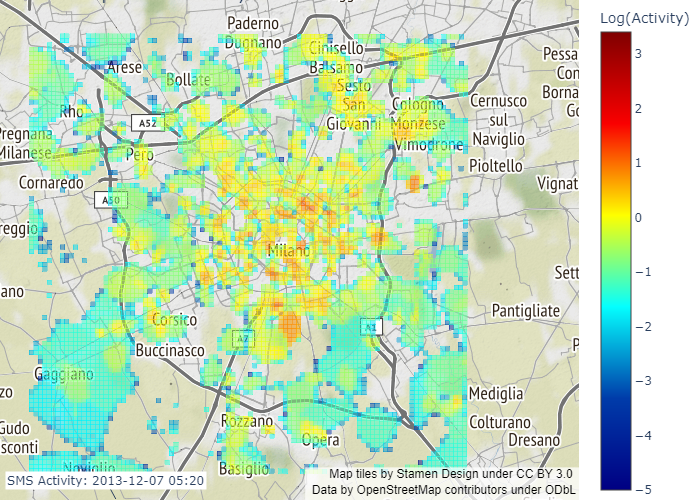 Log(Activity)
Paderno
Dugnano
Cinisello
Balsamo
Arese
Bollate
Sesto
San
Giovanni
Rho
Cologno
Monzese
Cernusco
sul
Naviglio
Pessa
Con
Borna
Go
A52
Pregnana
Milanese
Pero
Vimodrone
Pioltello
Cornaredo
Vignat
A50
reggio
Milano
Sett
ano
Pantigliate
Corsico
A7
A1
P
Buccinasco
Gaggiano
zo
Mediglia
Gudo
sconti
Rozzano
Opera
Colturano
Dresano
Noviglio
Basiglio
SMS Activity: 2013-12-07 05:20
Map tiles by Stamen Design under CC BY 3.0
Data by OpenStreetMap contributors under ODbL
3
2
1
0
−1
−2
−3
−4
−5